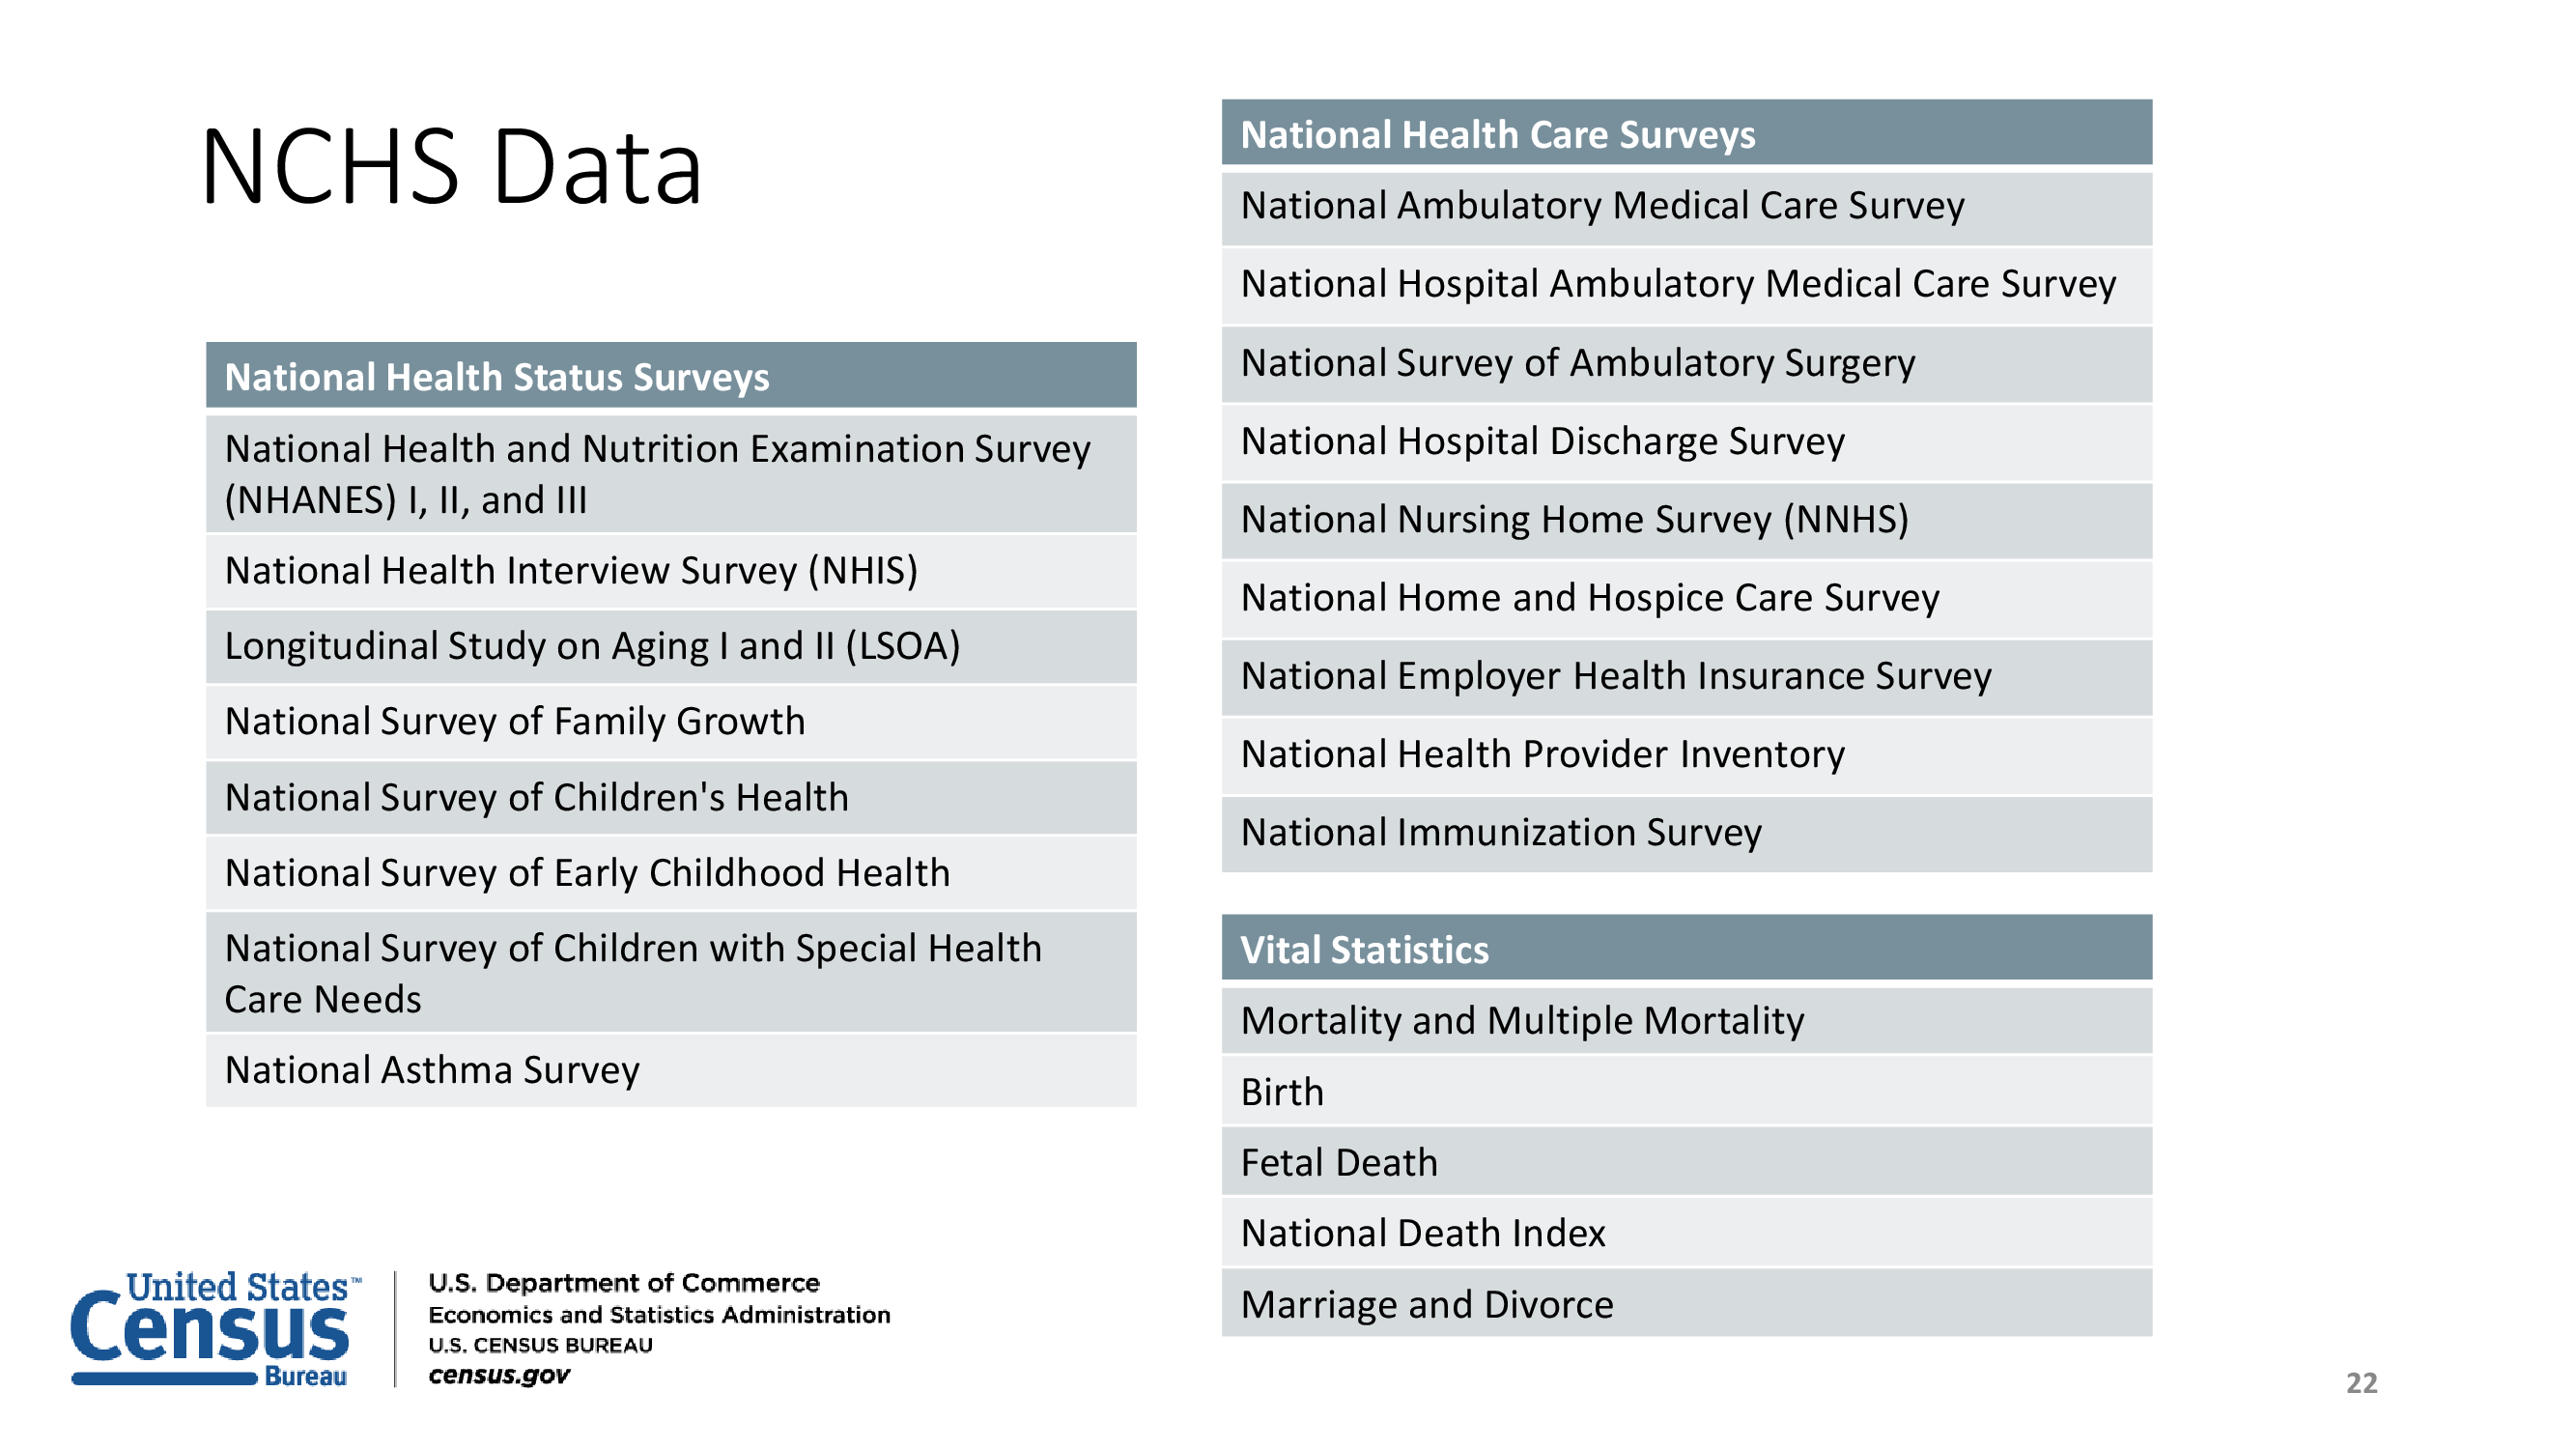 NCHS Data
National Health Status Surveys
National Health and Nutrition Examination Survey
(NHANES) I, II, and III
National Health Interview Survey (NHIS)
Longitudinal Study on Aging I and II (LSOA)
National Survey of Family Growth
National Survey of Children's Health
National Survey of Early Childhood Health
National Survey of Children with Special Health
Care Needs
National Asthma Survey
National Health Care Surveys
National Ambulatory Medical Care Survey
National Hospital Ambulatory Medical Care Survey
National Survey of Ambulatory Surgery
National Hospital Discharge Survey
National Nursing Home Survey (NNHS)
National Home and Hospice Care Survey
National Employer Health Insurance Survey
National Health Provider Inventory
National Immunization Survey
Vital Statistics
Mortality and Multiple Mortality
Birth
Fetal Death
National Death Index
Marriage and Divorce
United States™
Census
Bureau
U.S. Department of Commerce
Economics and Statistics Administration
U.S. CENSUS BUREAU
census.gov
22